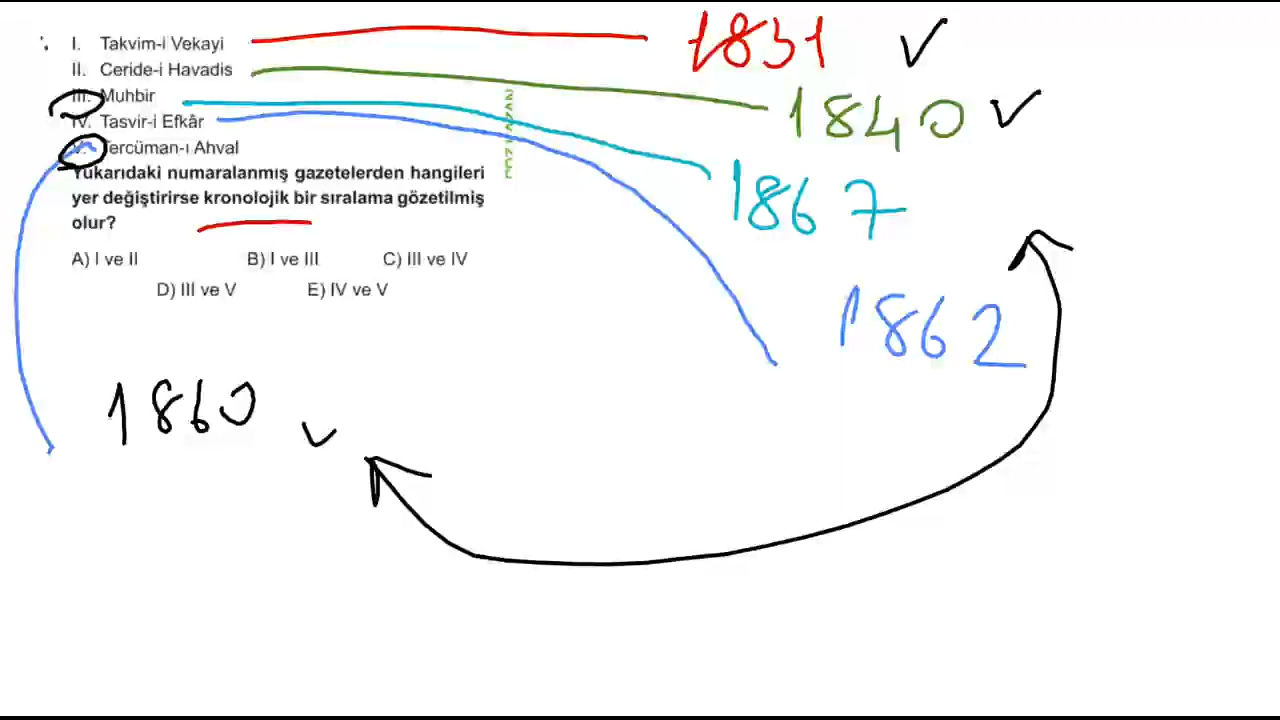 I. Takvim-i Vekayi 1831
II. Ceride-i Havadis 1840
III. Muhbir 1867
IV. Tasvir-i Efkâr 1862
V. Tercüman-ı Ahval
Yukarıdaki numaralanmış gazetelerden hangileri
yer değiştirirse kronolojik bir sıralama gözetilmiş
olur?
A) I ve II B) I ve III C) III ve IV
D) III ve V E) IV ve V
1860